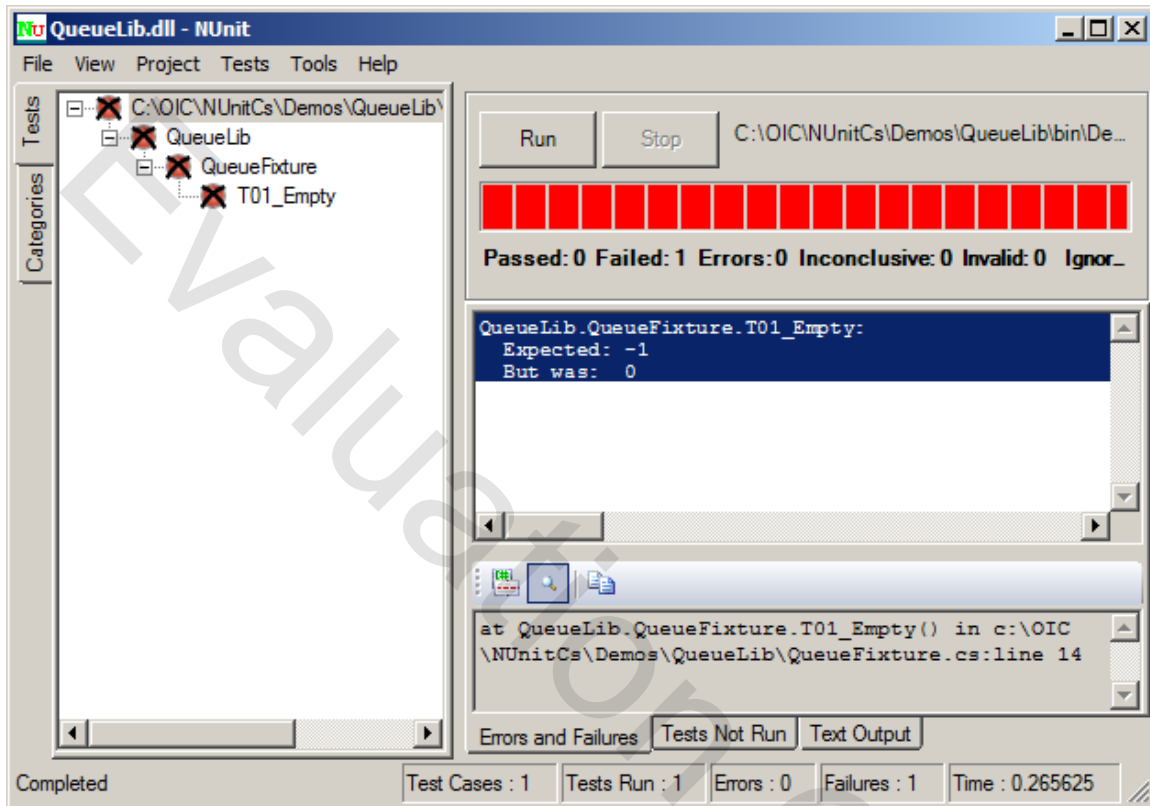 NU QueueLib.dll - NUnit
File View Project Tests Tools Help
Tests
Categories
C:\OIC\NUnitCs\Demos\QueueLib\
QueueLib
QueueFixture
T01_Empty
Run
Stop
C:\OIC\NUnitCs\Demos\QueueLib\bin\De...
Passed: 0 Failed: 1 Errors: 0 Inconclusive: 0 Invalid: 0 Ignor...
QueueLib.QueueFixture.T01_Empty:
Expected: -1
But was: 0
at QueueLib.QueueFixture.T01_Empty() in c:\OIC
\NUnitCs\Demos\QueueLib\QueueFixture.cs:line 14
Errors and Failures
Tests Not Run
Text Output
Completed
Test Cases : 1
Tests Run : 1
Errors : 0
Failures : 1
Time : 0.265625
Evaluation